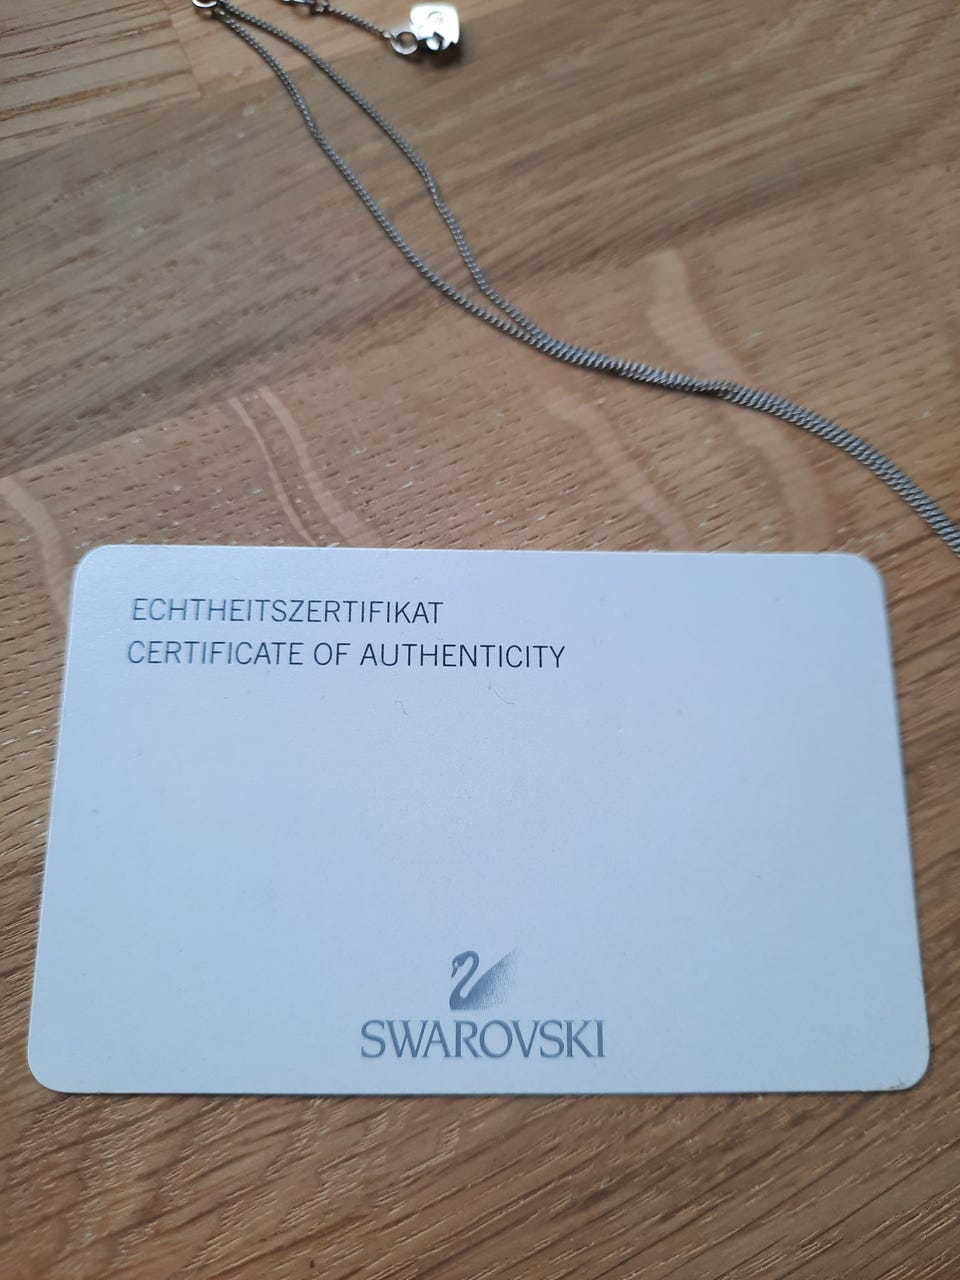 ECHTHEITSZERTIFIKAT
CERTIFICATE OF AUTHENTICITY
SWAROVSKI